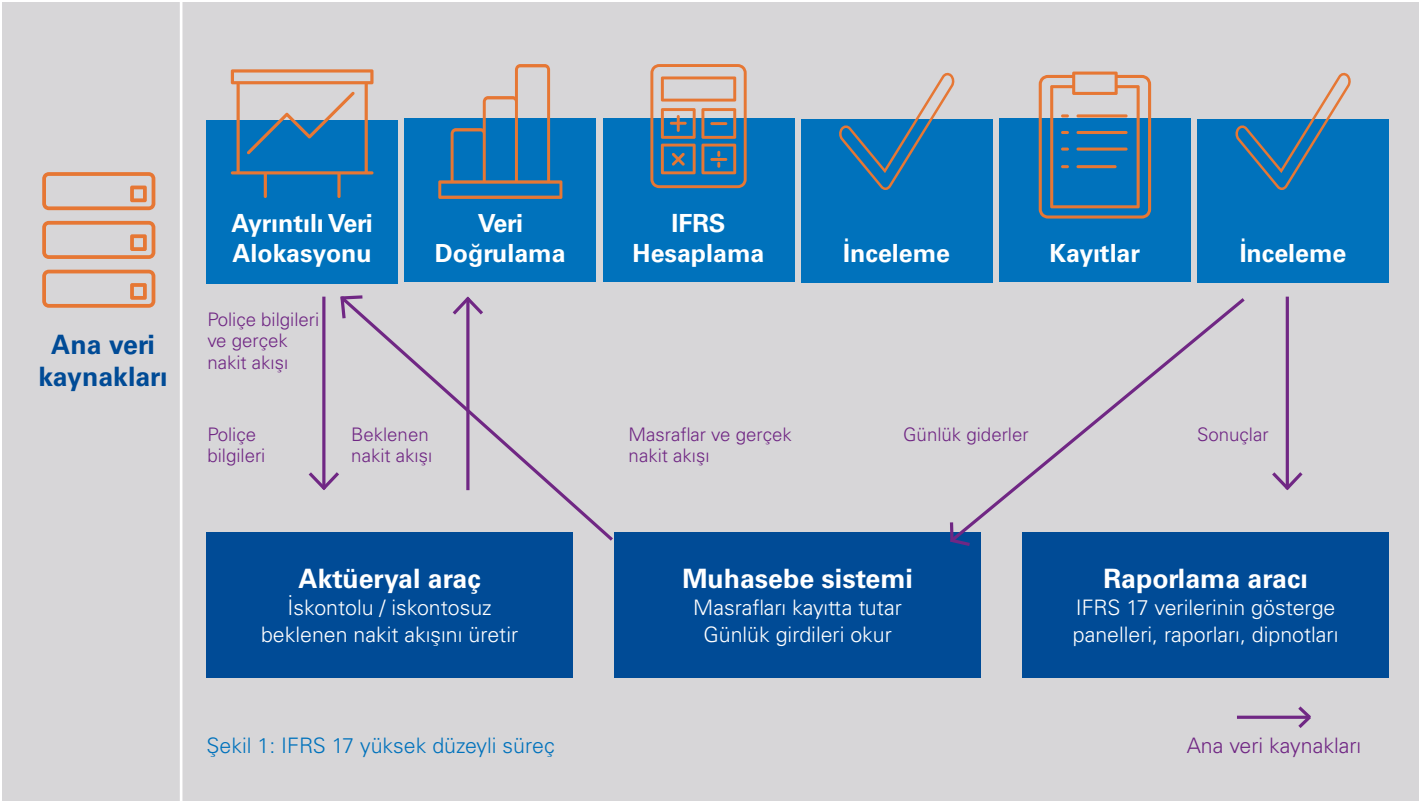 Ana veri
kaynakları
Ayrıntılı Veri
Alokasyonu
Veri
Doğrulama
IFRS
Hesaplama
İnceleme
Kayıtlar
İnceleme
Poliçe bilgileri
ve gerçek
nakit akışı
Poliçe
bilgileri
Beklenen
nakit akışı
Masraflar ve gerçek
nakit akışı
Günlük giderler
Sonuçlar
Aktüeryal araç
İskontolu / iskontosuz
beklenen nakit akışını üretir
Muhasebe sistemi
Masrafları kayıtta tutar
Günlük girdileri okur
Raporlama aracı
IFRS 17 verilerinin gösterge
panelleri, raporları, dipnotları
Şekil 1: IFRS 17 yüksek düzeyli süreç
Ana veri kaynakları